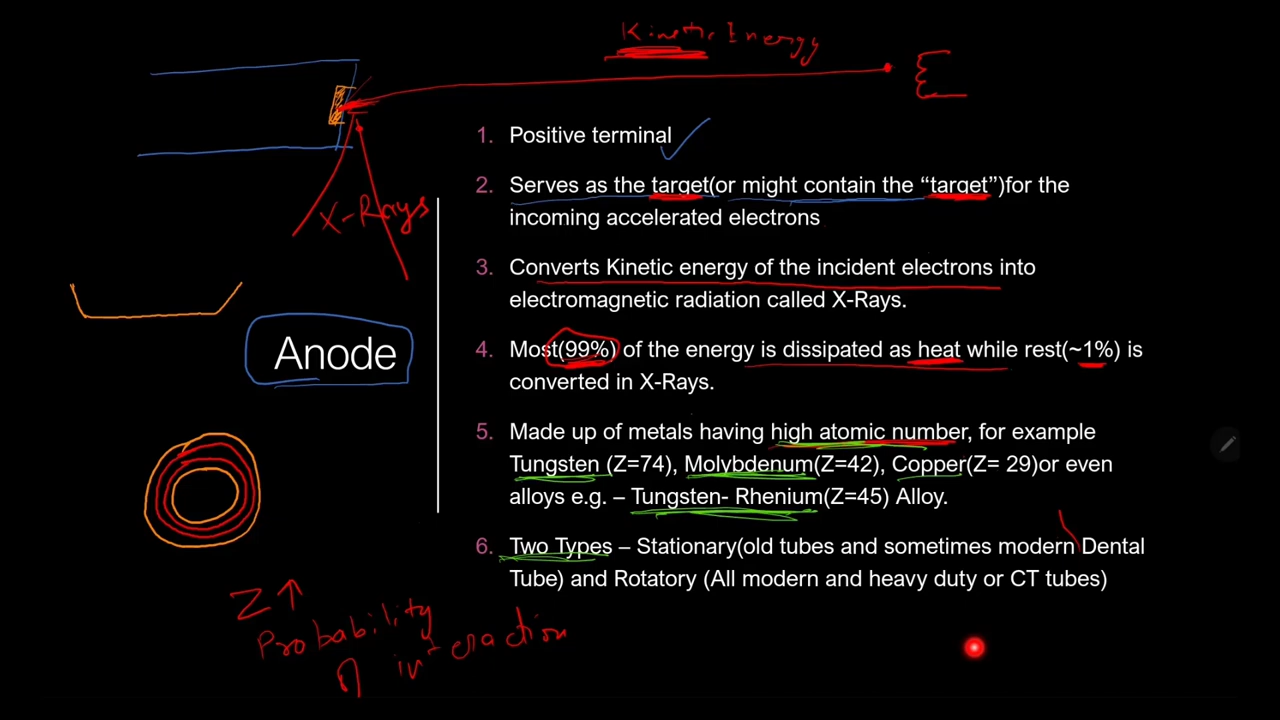 Kinetic Energy
1. Positive terminal
2. Serves as the target(or might contain the “target”)for the
incoming accelerated electrons
X-Rays
3. Converts Kinetic energy of the incident electrons into
electromagnetic radiation called X-Rays.
Anode
4. Most(99%) of the energy is dissipated as heat while rest(~1%) is
converted in X-Rays.
5. Made up of metals having high atomic number, for example
Tungsten (Z=74), Molybdenum(Z=42), Copper(Z= 29)or even
alloys e.g. – Tungsten- Rhenium(Z=45) Alloy.
6. Two Types – Stationary(old tubes and sometimes modern Dental
Tube) and Rotatory (All modern and heavy duty or CT tubes)
Z ↑
Probability
interaction